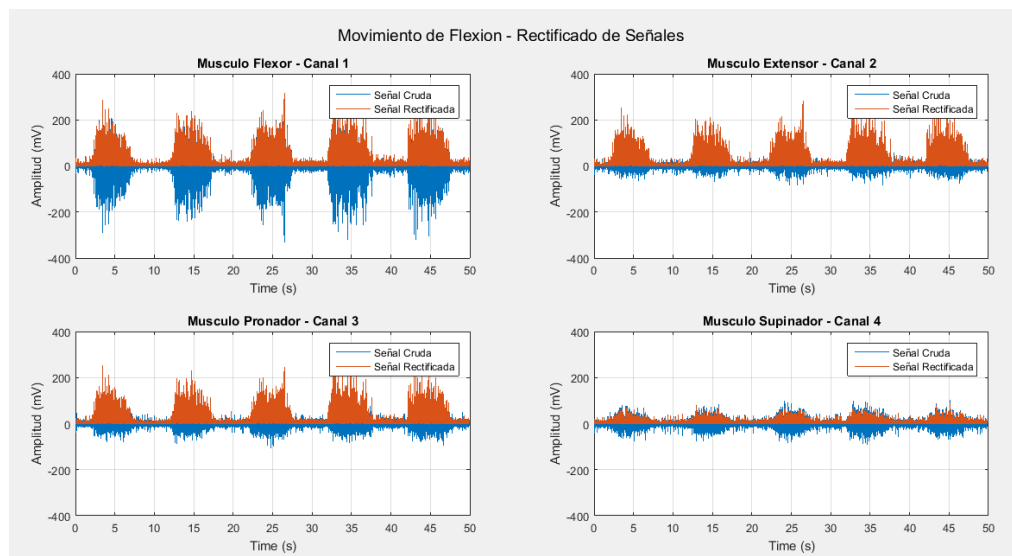 Movimiento de Flexion - Rectificado de Señales
Musculo Flexor - Canal 1
400
200
0
-200
-400
Amplitud (mV)
Señal Cruda
Señal Rectificada
0 5 10 15 20 25 30 35 40 45 50
Time (s)
Musculo Extensor - Canal 2
400
200
0
-200
-400
Amplitud (mV)
Señal Cruda
Señal Rectificada
0 5 10 15 20 25 30 35 40 45 50
Time (s)
Musculo Pronador - Canal 3
400
200
0
-200
-400
Amplitud (mV)
Señal Cruda
Señal Rectificada
0 5 10 15 20 25 30 35 40 45 50
Time (s)
Musculo Supinador - Canal 4
400
200
0
-200
-400
Amplitud (mV)
Señal Cruda
Señal Rectificada
0 5 10 15 20 25 30 35 40 45 50
Time (s)